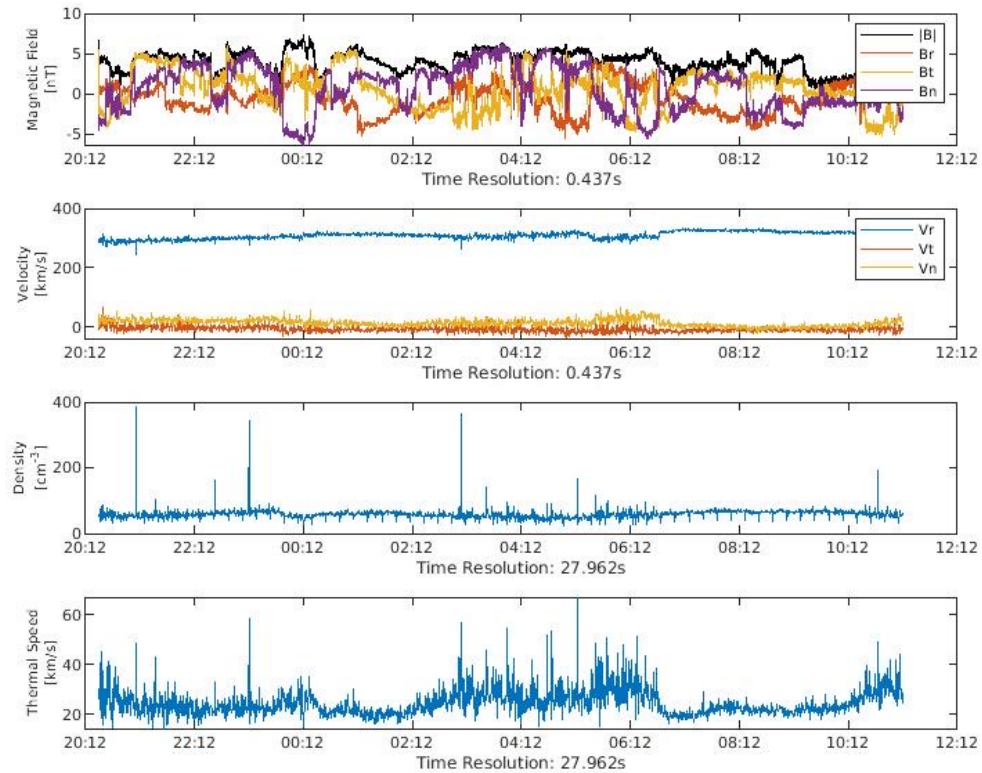 10
5
0
-5
Magnetic Field
[nT]
|B|
Br
Bt
Bn
20:12 22:12 00:12 02:12 04:12 06:12 08:12 10:12 12:12
Time Resolution: 0.437s
400
200
0
Velocity
[km/s]
Vr
Vt
Vn
20:12 22:12 00:12 02:12 04:12 06:12 08:12 10:12 12:12
Time Resolution: 0.437s
400
200
0
Density
[cm-3]
20:12 22:12 00:12 02:12 04:12 06:12 08:12 10:12 12:12
Time Resolution: 27.962s
60
40
20
Thermal Speed
[km/s]
20:12 22:12 00:12 02:12 04:12 06:12 08:12 10:12 12:12
Time Resolution: 27.962s